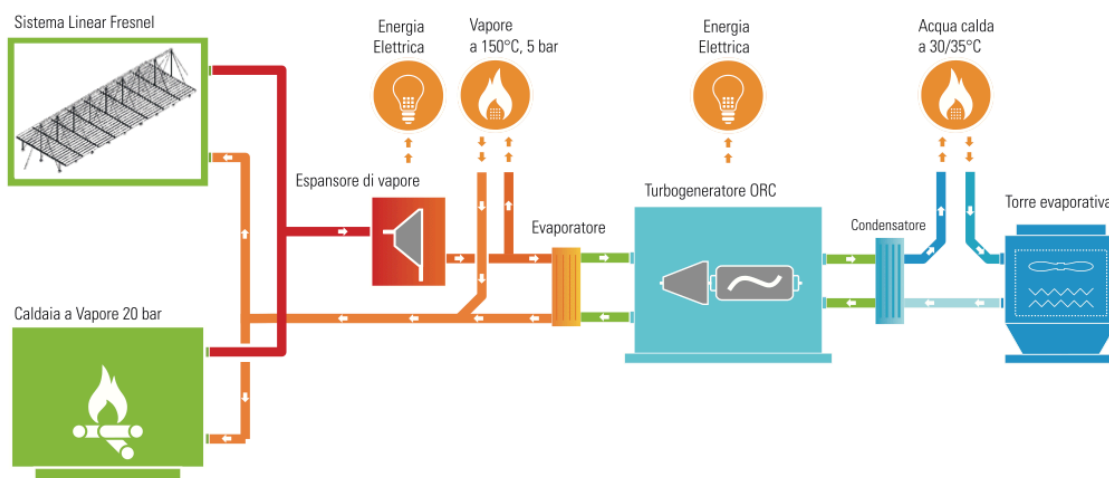 Sistema Linear Fresnel
Energia
Elettrica
Vapore
a 150°C, 5 bar
Energia
Elettrica
Acqua calda
a 30/35°C
Espansore di vapore
Evaporatore
Turbogeneratore ORC
Condensatore
Torre evaporativa
Caldaia a Vapore 20 bar